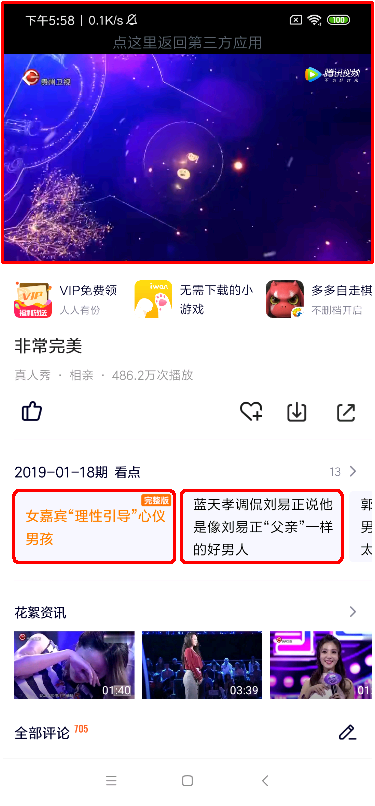 下午5:58 | 0.1K/s
100
点这里返回第三方应用
贵州卫视
腾讯视频
VIP
VIP免费领
人人有份
iwan
无需下载的小
游戏
多多自走棋
不删档开启
非常完美
真人秀 · 相亲 · 486.2万次播放
2019-01-18期 看点
13
完整版
女嘉宾“理性引导”心仪
男孩
蓝天孝调侃刘易正说他
是像刘易正“父亲”一样
的好男人
郭
男
太
花絮资讯
01:40
03:39
全部评论 705